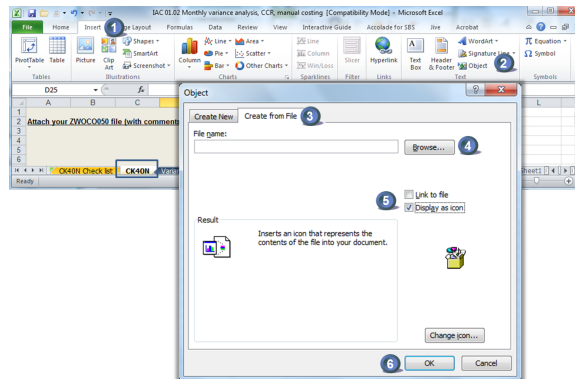 IAC 01.02 Monthly variance analysis, CCR, manual costing [Compatibility Mode] - Microsoft Excel
File Home Insert 1 ge Layout Formulas Data Review View Interactive Guide Accolade for SBS Jive Acrobat
PivotTable Table Picture Clip Art Shapes SmartArt Screenshot Column Line Pie Bar Area Scatter Other Charts Line Column Win/Loss Slicer Hyperlink Text Box Header & Footer WordArt Signature Line Object 2 Equation Symbol
Tables Illustrations Charts Sparklines Filter Links Text Symbols
D25 fx
A B C L
1
2 Attach your ZWOCO050 file (with comment
3
4
5
6
CK40N Check list CK40N Varia heet1
Ready
Object
Create New Create from File 3
File name:
Browse... 4
Link to file
5 Display as icon
Result
Inserts an icon that represents the
contents of the file into your document.
Change icon...
6 OK Cancel